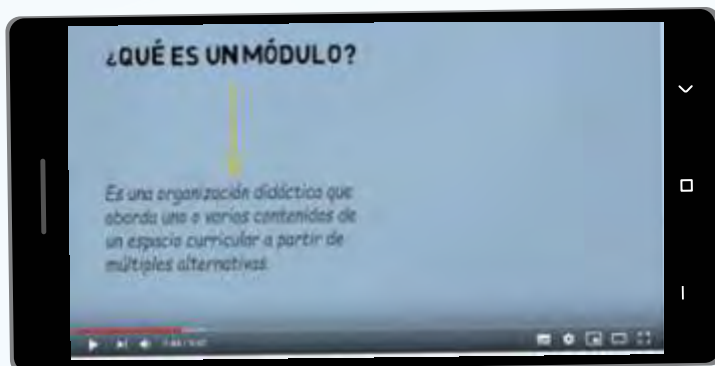 ¿QUÉ ES UN MÓDULO?
Es una organización didáctica que
aborda uno o varios contenidos de
un espacio curricular a partir de
múltiples alternativas.